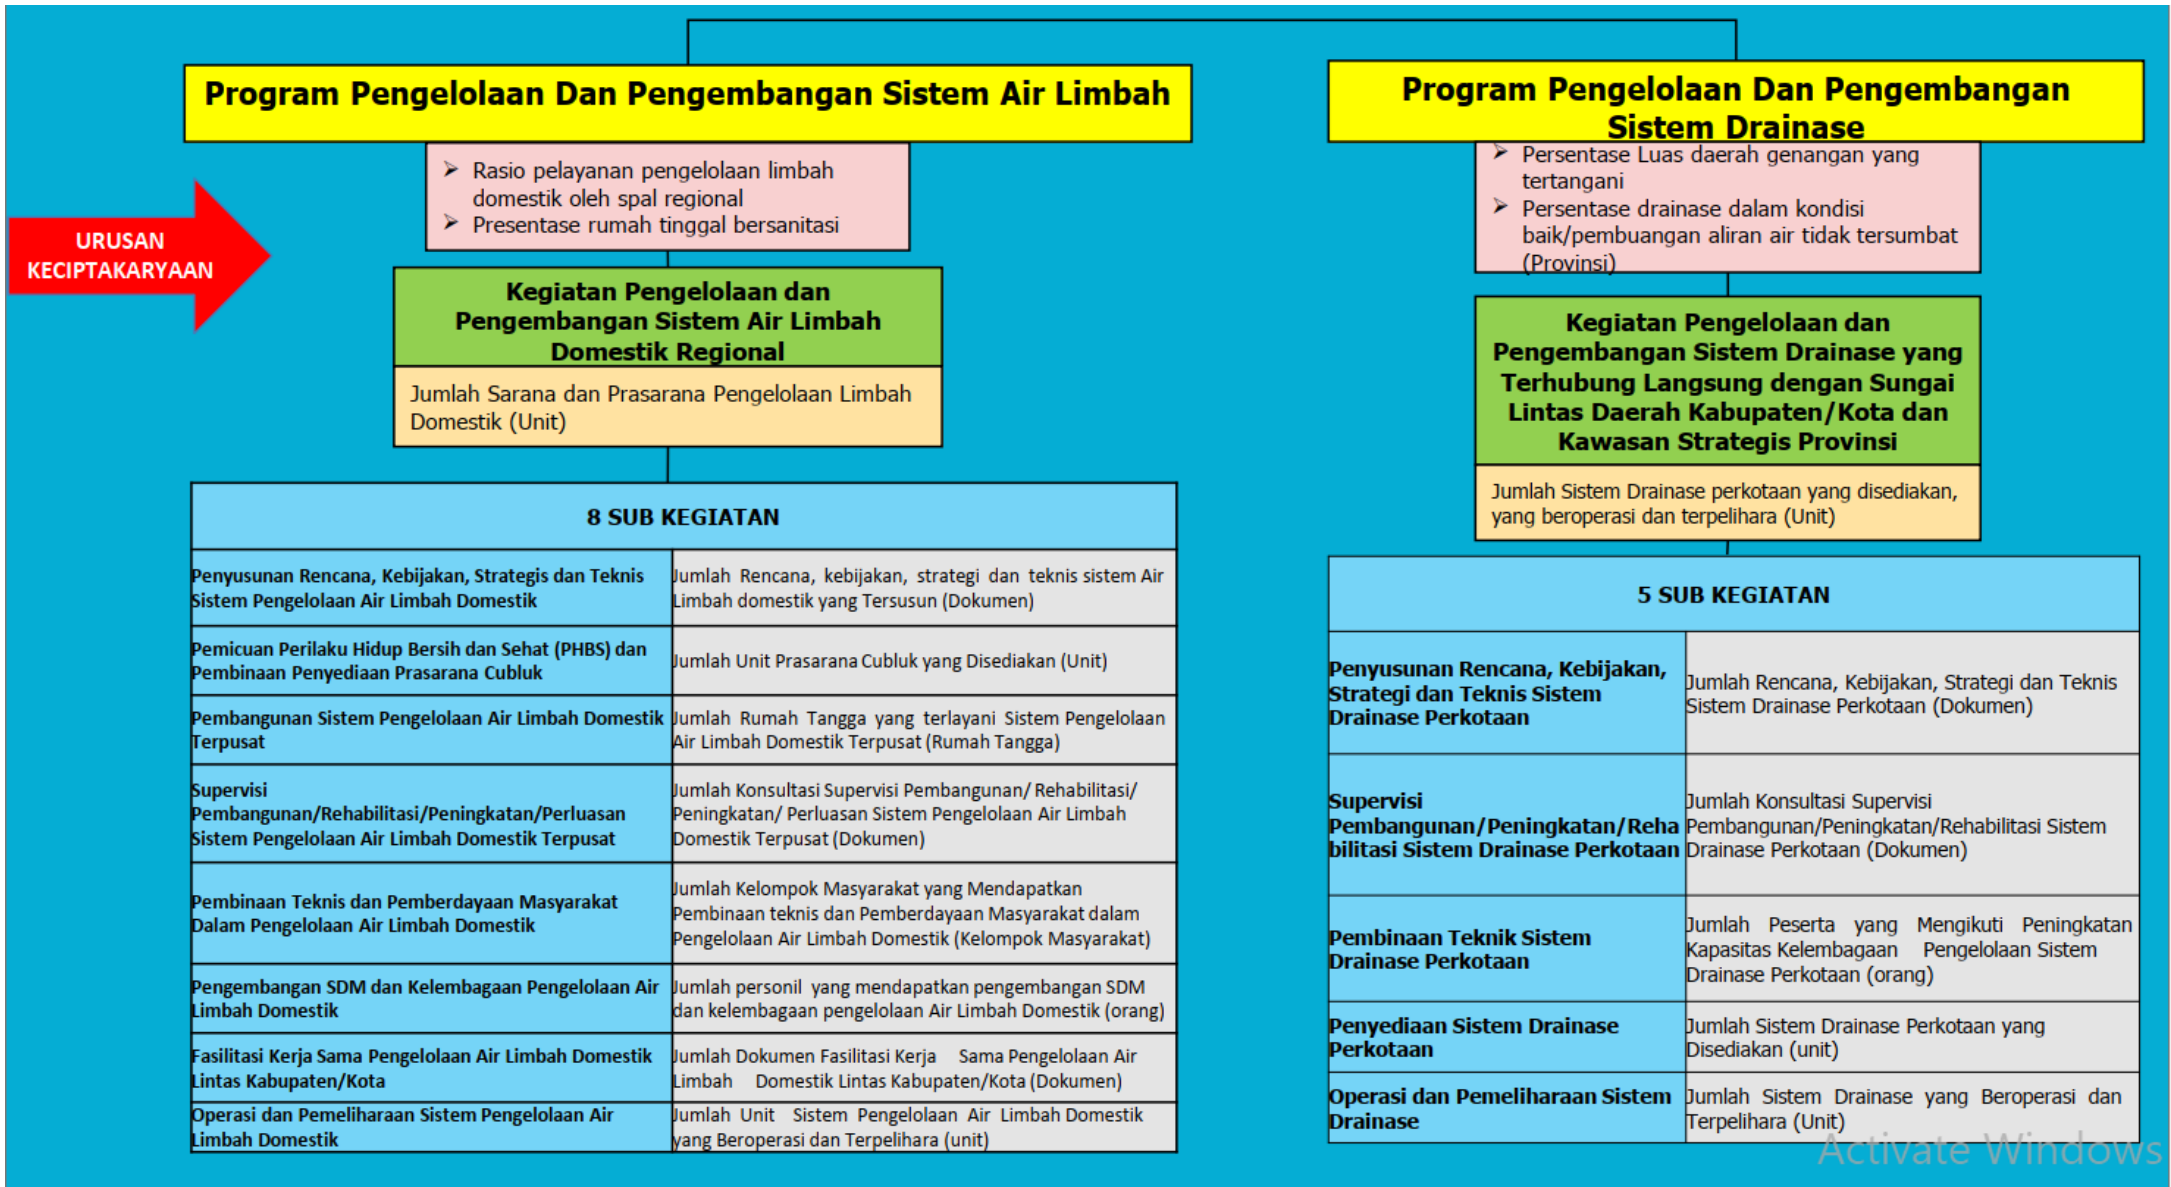 Program Pengelolaan Dan Pengembangan Sistem Air Limbah
Rasio pelayanan pengelolaan limbah
domestik oleh spal regional
Presentase rumah tinggal bersanitasi
URUSAN
KECIPTAKARYAAN
Kegiatan Pengelolaan dan
Pengembangan Sistem Air Limbah
Domestik Regional
Jumlah Sarana dan Prasarana Pengelolaan Limbah
Domestik (Unit)
8 SUB KEGIATAN
Penyusunan Rencana, Kebijakan, Strategis dan Teknis
Sistem Pengelolaan Air Limbah Domestik
Jumlah Rencana, kebijakan, strategi dan teknis sistem Air
Limbah domestik yang Tersusun (Dokumen)
Pemicuan Perilaku Hidup Bersih dan Sehat (PHBS) dan
Pembinaan Penyediaan Prasarana Cubluk
Jumlah Unit Prasarana Cubluk yang Disediakan (Unit)
Pembangunan Sistem Pengelolaan Air Limbah Domestik
Terpusat
Jumlah Rumah Tangga yang terlayani Sistem Pengelolaan
Air Limbah Domestik Terpusat (Rumah Tangga)
Supervisi
Pembangunan/Rehabilitasi/Peningkatan/Perluasan
Sistem Pengelolaan Air Limbah Domestik Terpusat
Jumlah Konsultasi Supervisi Pembangunan/ Rehabilitasi/
Peningkatan/ Perluasan Sistem Pengelolaan Air Limbah
Domestik Terpusat (Dokumen)
Pembinaan Teknis dan Pemberdayaan Masyarakat
Dalam Pengelolaan Air Limbah Domestik
Jumlah Kelompok Masyarakat yang Mendapatkan
Pembinaan teknis dan Pemberdayaan Masyarakat dalam
Pengelolaan Air Limbah Domestik (Kelompok Masyarakat)
Pengembangan SDM dan Kelembagaan Pengelolaan Air
Limbah Domestik
Jumlah personil yang mendapatkan pengembangan SDM
dan kelembagaan pengelolaan Air Limbah Domestik (orang)
Fasilitasi Kerja Sama Pengelolaan Air Limbah Domestik
Lintas Kabupaten/Kota
Jumlah Dokumen Fasilitasi Kerja Sama Pengelolaan Air
Limbah Domestik Lintas Kabupaten/Kota (Dokumen)
Operasi dan Pemeliharaan Sistem Pengelolaan Air
Limbah Domestik
Jumlah Unit Sistem Pengelolaan Air Limbah Domestik
yang Beroperasi dan Terpelihara (unit)
Program Pengelolaan Dan Pengembangan
Sistem Drainase
Persentase Luas daerah genangan yang
tertangani
Persentase drainase dalam kondisi
baik/pembuangan aliran air tidak tersumbat
(Provinsi)
Kegiatan Pengelolaan dan
Pengembangan Sistem Drainase yang
Terhubung Langsung dengan Sungai
Lintas Daerah Kabupaten/Kota dan
Kawasan Strategis Provinsi
Jumlah Sistem Drainase perkotaan yang disediakan,
yang beroperasi dan terpelihara (Unit)
5 SUB KEGIATAN
Penyusunan Rencana, Kebijakan,
Strategi dan Teknis Sistem
Drainase Perkotaan
Jumlah Rencana, Kebijakan, Strategi dan Teknis
Sistem Drainase Perkotaan (Dokumen)
Supervisi
Pembangunan/Peningkatan/Reha
bilitasi Sistem Drainase Perkotaan
Jumlah Konsultasi Supervisi
Pembangunan/Peningkatan/Rehabilitasi Sistem
Drainase Perkotaan (Dokumen)
Pembinaan Teknik Sistem
Drainase Perkotaan
Jumlah Peserta yang Mengikuti Peningkatan
Kapasitas Kelembagaan Pengelolaan Sistem
Drainase Perkotaan (orang)
Penyediaan Sistem Drainase
Perkotaan
Jumlah Sistem Drainase Perkotaan yang
Disediakan (unit)
Operasi dan Pemeliharaan Sistem
Drainase
Jumlah Sistem Drainase yang Beroperasi dan
Terpelihara (Unit)
Activate Windows